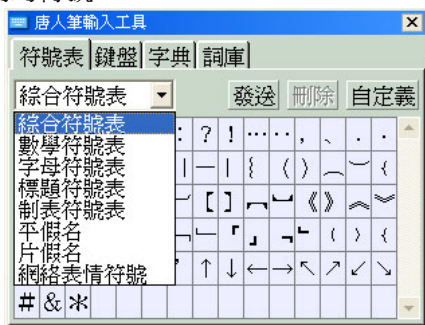 唐人筆輸入工具
符號表 鍵盤 字典 詞庫
綜合符號表 發送 刪除 自定義
綜合符號表
數學符號表
字母符號表
標題符號表
制表符號表
平假名
片假名
網絡表情符號
: ? ! … ‥ , 、 . ·
| — | ︴ ( ) ︵ ︶ {
【 】 ︻ ︼ 《 》 ︽ ︾
「 」 ﹃ ﹄ ( 〉 {
↑ ↓ ← → ↖ ↗ ↙ ↘
# & *